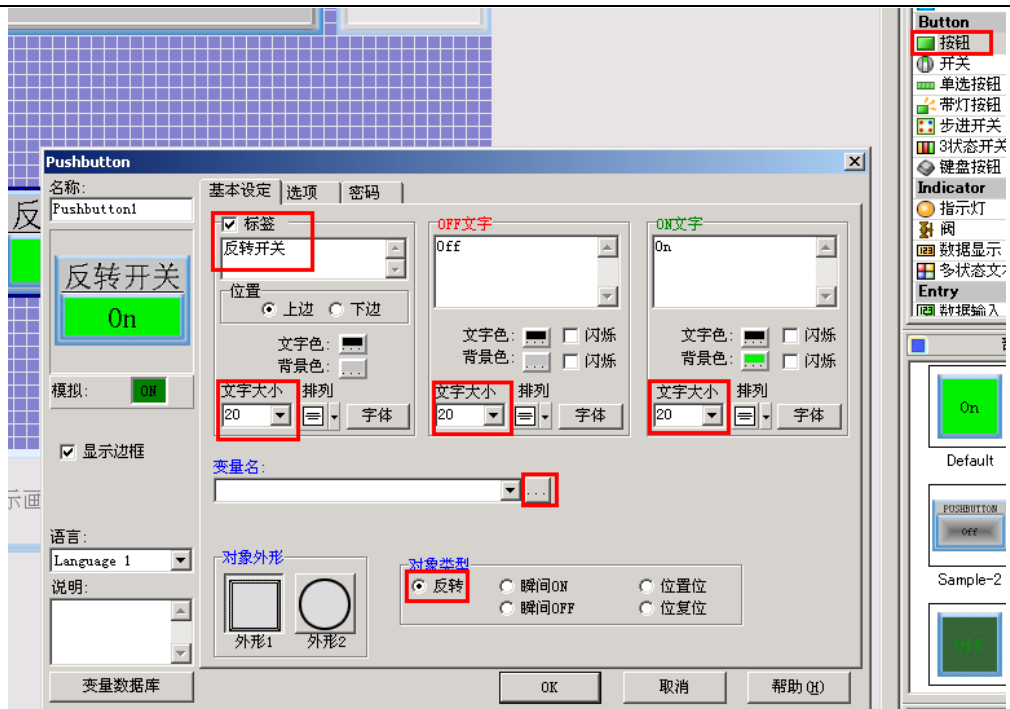 Button
按钮
开关
单选按钮
带灯按钮
步进开关
3状态开关
键盘按钮
Indicator
指示灯
阀
数据显示
多状态文
Entry
数据输入
On
Default
PUSHBUTTON
Off
Sample-2
Off
反
示画
Pushbutton
名称:
Pushbutton1
反转开关
On
模拟: ON
显示边框
语言:
Language 1
说明:
变量数据库
基本设定 选项 密码
标签
反转开关
位置
上边 下边
文字色: ...
背景色: ...
文字大小 排列
20 字体
OFF文字
Off
文字色: ... 闪烁
背景色: ... 闪烁
文字大小 排列
20 字体
ON文字
On
文字色: ... 闪烁
背景色: ... 闪烁
文字大小 排列
20 字体
变量名:
...
对象外形
外形1 外形2
对象类型
反转 瞬间ON 位置位
瞬间OFF 位复位
OK 取消 帮助(H)